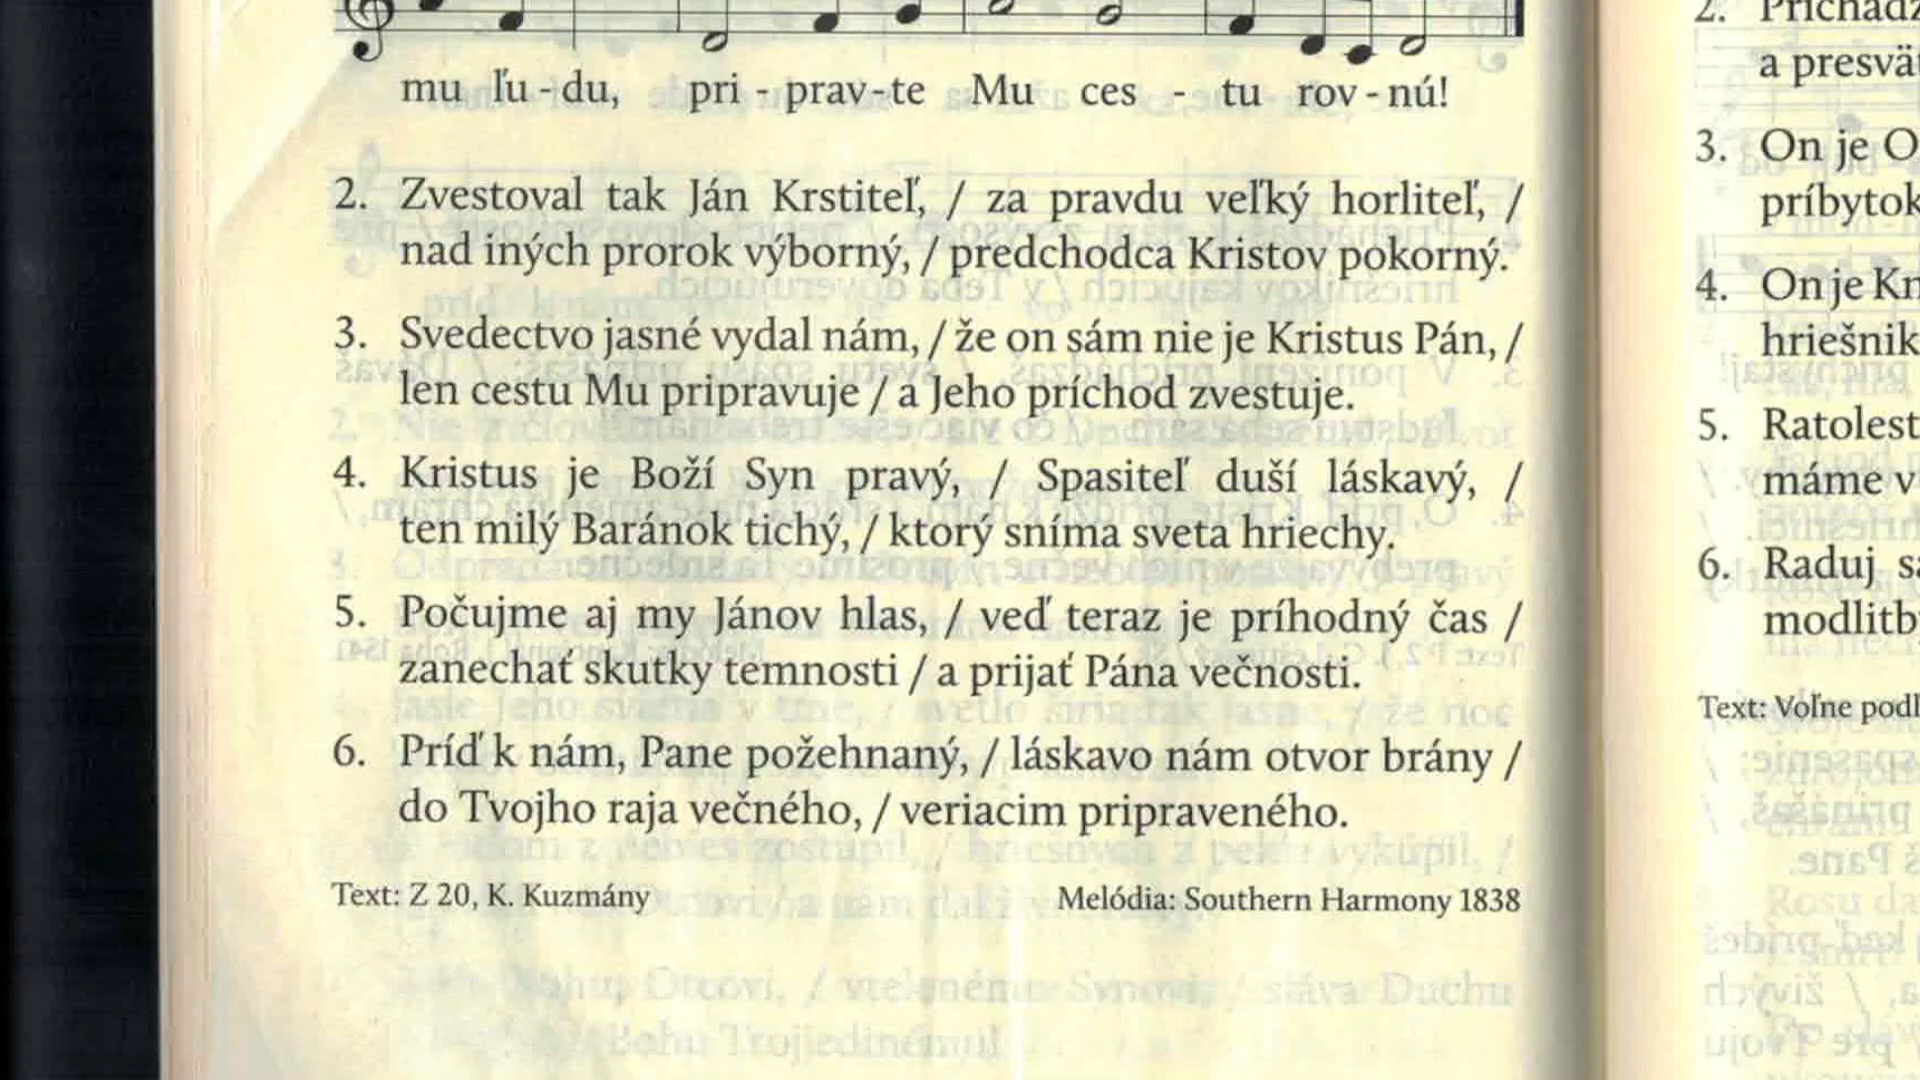 mu ľu - du, pri - prav - te Mu ces - tu rov - nú!
2. Zvestoval tak Ján Krstiteľ, / za pravdu veľký horliteľ, /
nad iných prorok výborný, / predchodca Kristov pokorný.
3. Svedectvo jasné vydal nám, / že on sám nie je Kristus Pán, /
len cestu Mu pripravuje / a Jeho príchod zvestuje.
4. Kristus je Boží Syn pravý, / Spasiteľ duší láskavý, /
ten milý Baránok tichý, / ktorý sníma sveta hriechy.
5. Počujme aj my Jánov hlas, / veď teraz je príhodný čas /
zanechať skutky temnosti / a prijať Pána večnosti.
6. Príď k nám, Pane požehnaný, / láskavo nám otvor brány /
do Tvojho raja večného, / veriacim pripraveného.
Text: Z 20, K. Kuzmány Melódia: Southern Harmony 1838
2.
a
3. On je
príbytok
4. On je
hriešnik
5. Ratolest
máme
6. Raduj
modlitb
Text: Voľne podľ